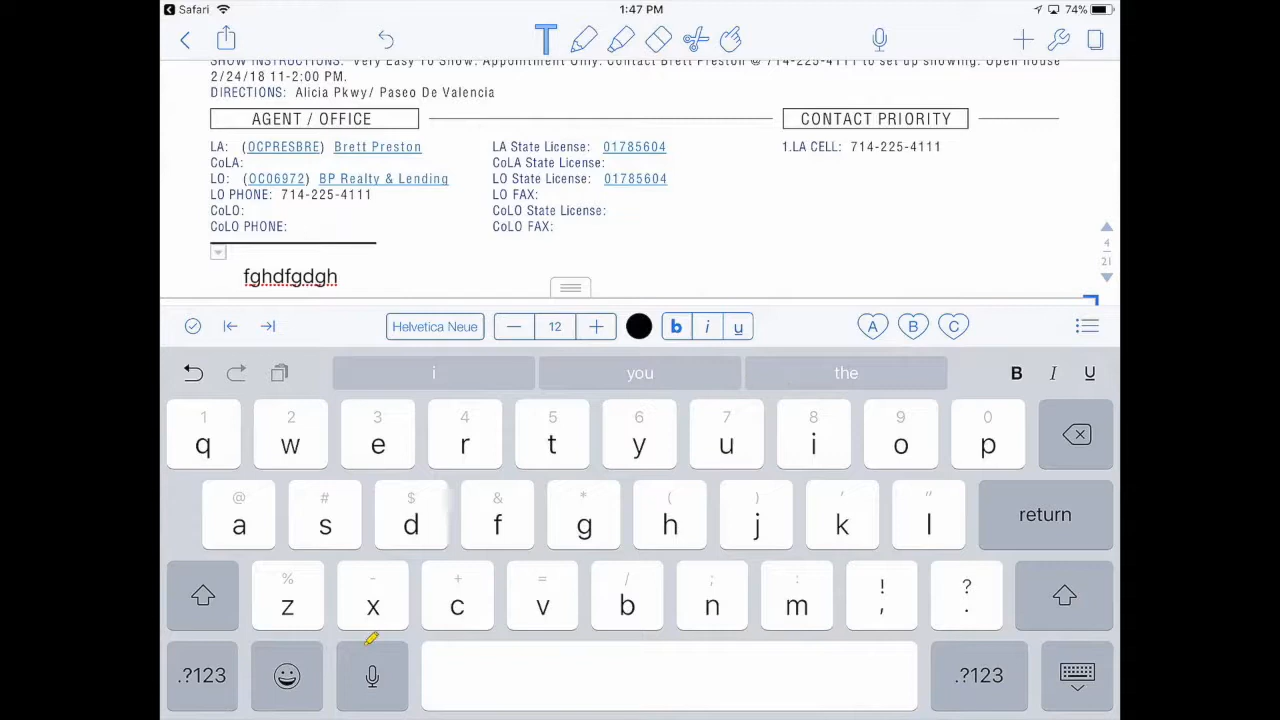 Safari 1:47 PM 74%
T
SHOW INSTRUCTIONS: Very Easy To Show. Appointment Only. Contact Brett Preston @ 714-225-4111 to set up showing. Open house
2/24/18 11-2:00 PM.
DIRECTIONS: Alicia Pkwy/ Paseo De Valencia
AGENT / OFFICE CONTACT PRIORITY
LA: (OCPRESBRE) Brett Preston LA State License: 01785604 1.LA CELL: 714-225-4111
CoLA: CoLA State License:
LO: (OC06972) BP Realty & Lending LO State License: 01785604
LO PHONE: 714-225-4111 LO FAX:
CoLO: CoLO State License:
CoLO PHONE: CoLO FAX:
4
21
fghdfgdgh
Helvetica Neue — 12 + b i u A B C
i you the B I U
1 2 3 4 5 6 7 8 9 0
q w e r t y u i o p
@ # $ & * ( ) ' "
a s d f g h j k l return
% - + = / ; : ! ?
z x c v b n m , .
.?123 .?123